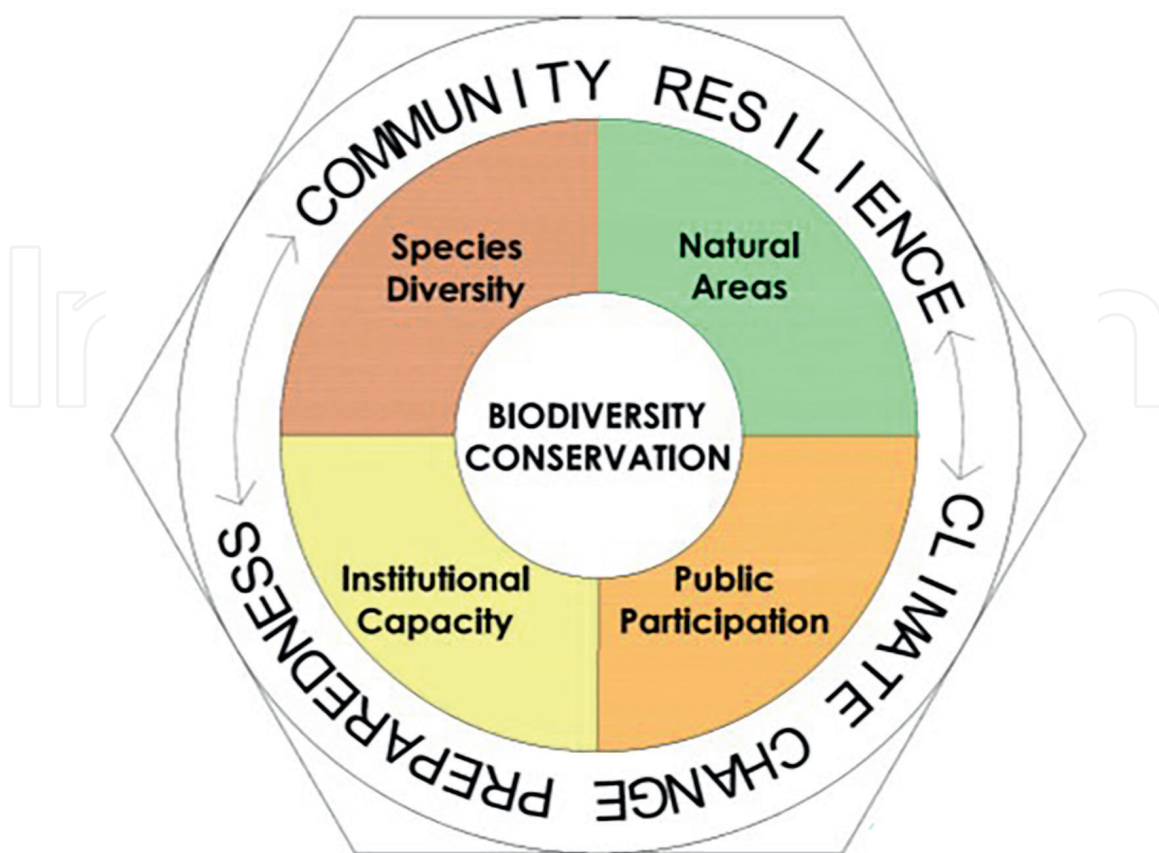 COMMUNITY RESILIENCE
Species
Diversity
Natural
Areas
BIODIVERSITY
CONSERVATION
Institutional
Capacity
Public
Participation
CLIMATE CHANGE PREPAREDNESS